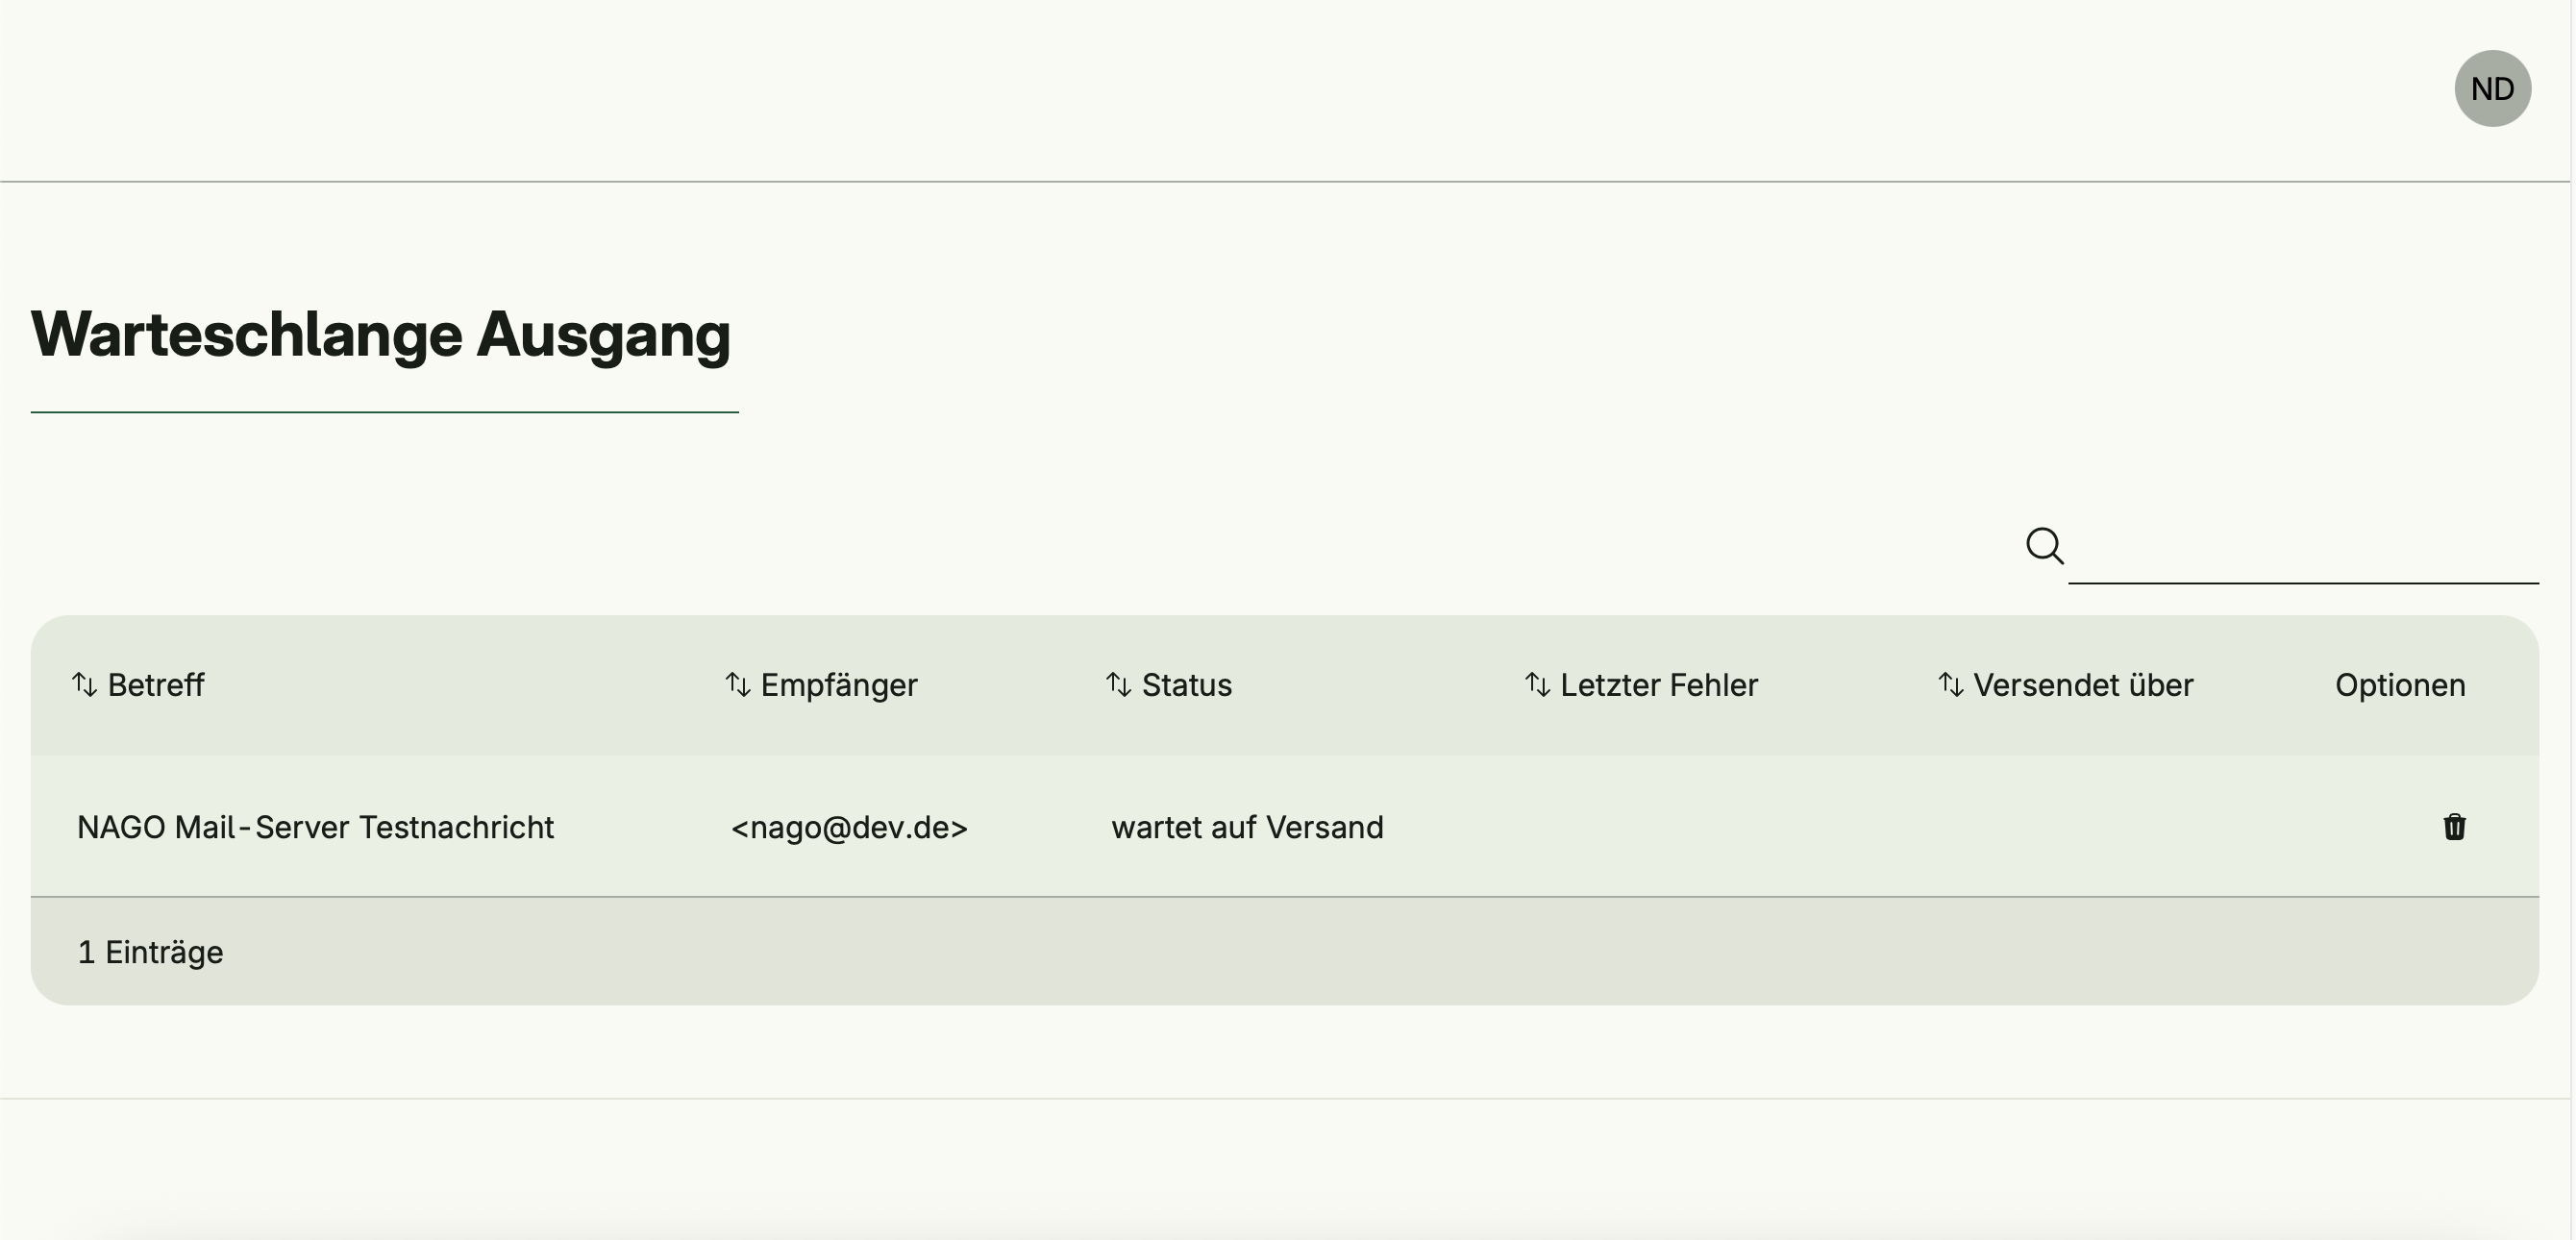 ND
Warteschlange Ausgang
Betreff Empfänger Status Letzter Fehler Versendet über Optionen
NAGO Mail-Server Testnachricht <nago@dev.de> wartet auf Versand
1 Einträge